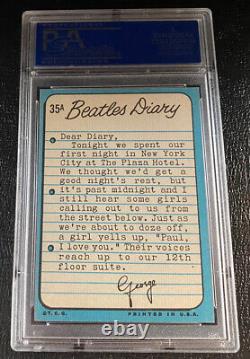 PSA
35A Beatles Diary
Dear Diary,
Tonight we spent our
first night in New York
City at The Plaza Hotel.
We thought we'd get a
good night's rest, but
it's past midnight and I
still hear some girls
calling out to us from
the street below. Just as
we're about to doze off, a
girl yells up, "Paul,
I love you." Their voices
reach up to our 12th
floor suite.
George
©T. C. G. PRINTED IN U.S.A.